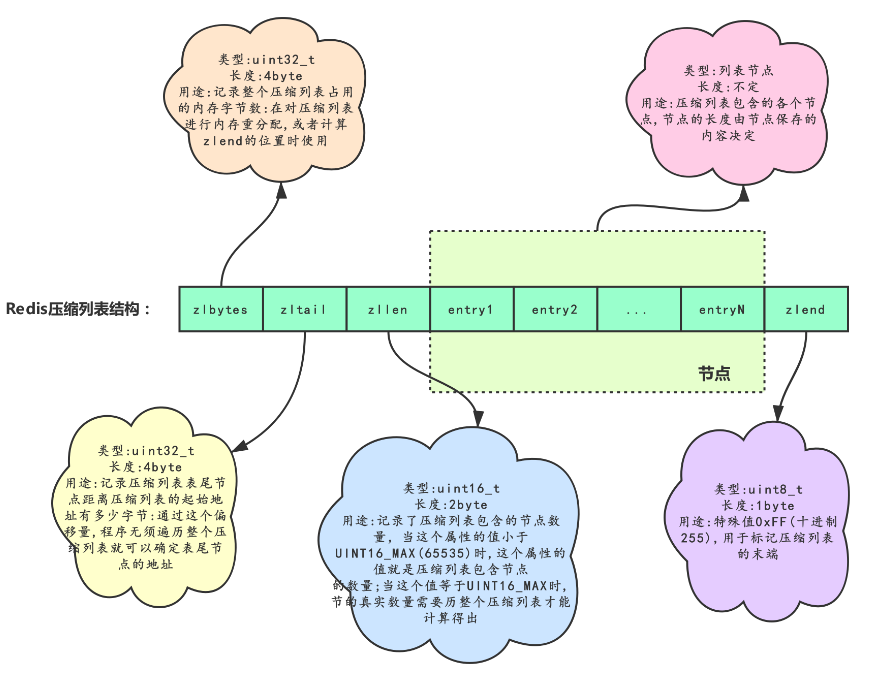 类型:uint32_t
长度:4byte
用途:记录整个压缩列表占用
的内存字节数:在对压缩列表
进行内存重分配,或者计算
zlend的位置时使用
类型:列表节点
长度:不定
用途:压缩列表包含的各个节
点,节点的长度由节点保存的
内容决定
Redis压缩列表结构：
zlbytes
zltail
zllen
entry1
entry2
...
entryN
zlend
节点
类型:uint32_t
长度:4byte
用途:记录压缩列表表尾节
点距离压缩列表的起始地
址有多少字节:通过这个偏
移量,程序无须遍历整个压
缩列表就可以确定表尾节
点的地址
类型:uint16_t
长度:2byte
用途:记录了压缩列表包含的节点数
量, 当这个属性的值小于
UINT16_MAX(65535)时,这个属性的
值就是压缩列表包含节点
的数量;当这个值等于UINT16_MAX时,
节的真实数量需要历整个压缩列表才能
计算得出
类型:uint8_t
长度:1byte
用途:特殊值0xFF(十进制
255),用于标记压缩列表
的末端